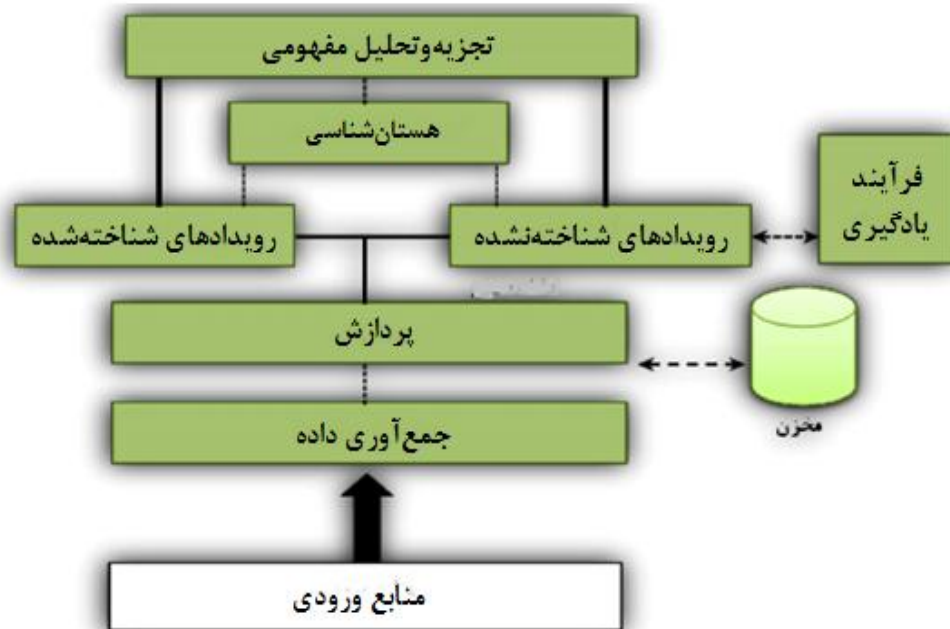 تجزیه‌وتحلیل مفهومی
هستان‌شناسی
فرآیند
یادگیری
رویدادهای شناخته‌نشده
رویدادهای شناخته‌شده
پردازش
مخزن
جمع‌آوری داده
منابع ورودی